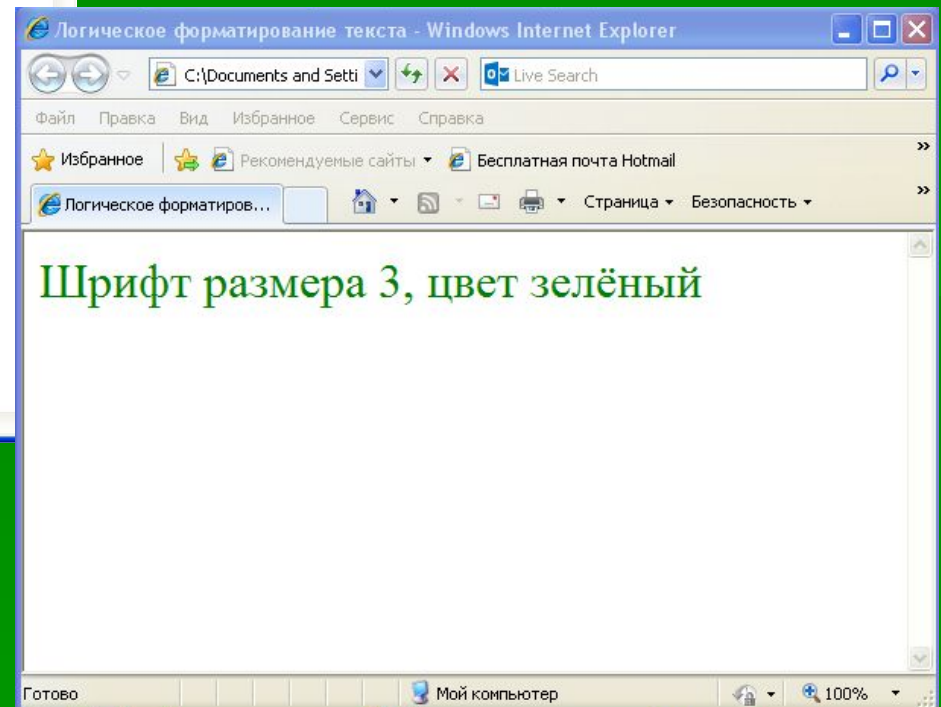 Логическое форматирование текста - Windows Internet Explorer
C:\Documents and Setti Live Search
Файл Правка Вид Избранное Сервис Справка
Избранное Рекомендуемые сайты Бесплатная почта Hotmail »
Логическое форматиров... Страница Безопасность »
Шрифт размера 3, цвет зелёный
Готово Мой компьютер 100%